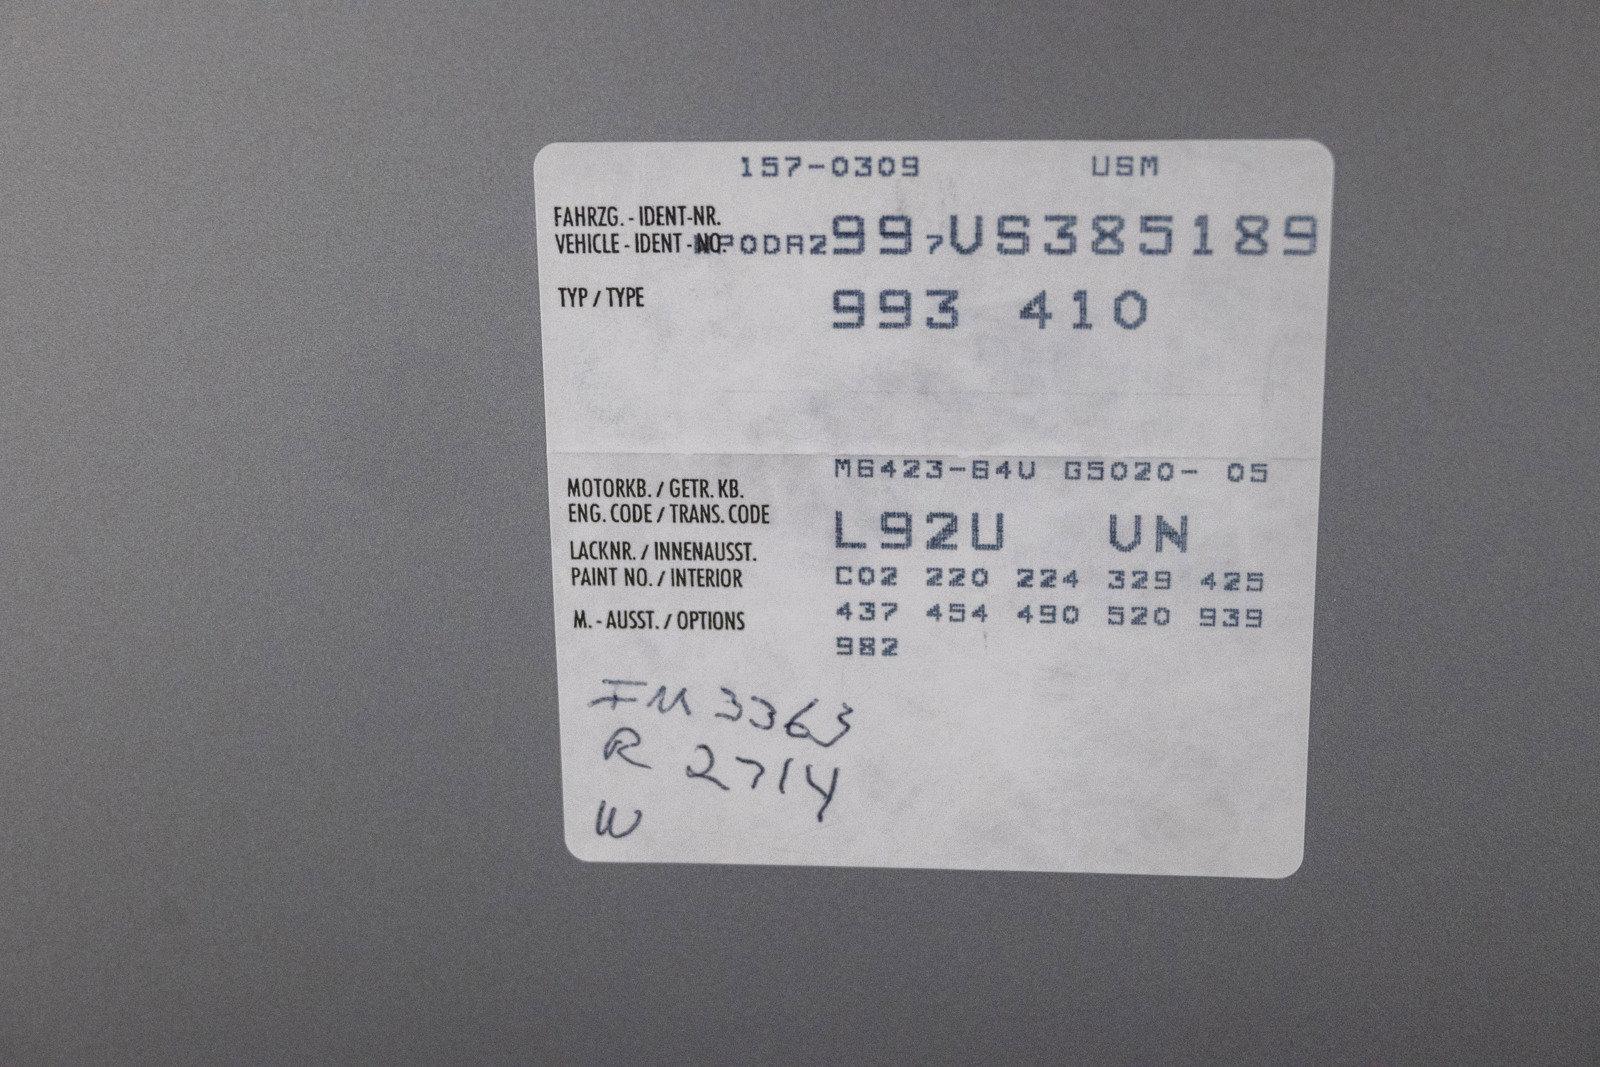 157-0309 USM
FAHRZG. - IDENT-NR.
VEHICLE - IDENT - NO. WP0DA2997VS385189
TYP / TYPE 993 410
M6423-64U G5020- 05
MOTORKB. / GETR. KB.
ENG. CODE / TRANS. CODE
L92U UN
LACKNR. / INNENAUSST.
PAINT NO. / INTERIOR
C02 220 224 329 425
M. - AUSST. / OPTIONS
437 454 490 520 939
982
FM 3363
R 2714
W